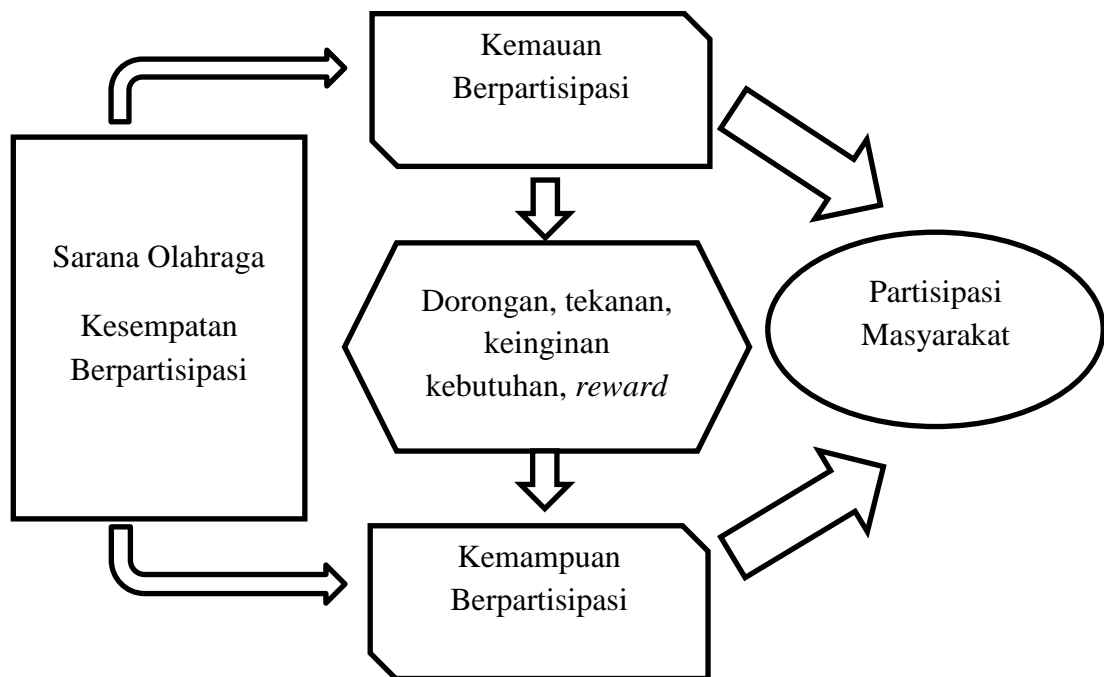 Sarana Olahraga
Kesempatan
Berpartisipasi
Kemauan
Berpartisipasi
Dorongan, tekanan,
keinginan
kebutuhan, reward
Kemampuan
Berpartisipasi
Partisipasi
Masyarakat